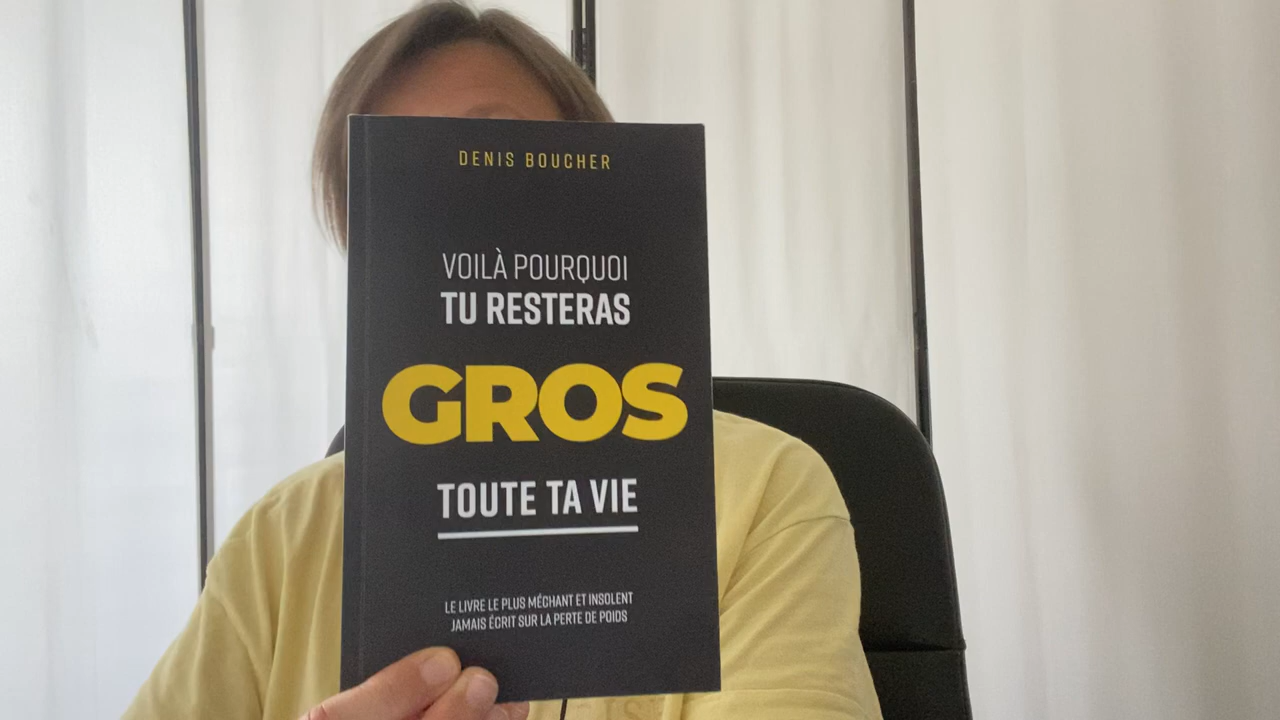 DENIS BOUCHER
VOILÀ POURQUOI
TU RESTERAS
GROS
TOUTE TA VIE
LE LIVRE LE PLUS MÉCHANT ET INSOLENT
JAMAIS ÉCRIT SUR LA PERTE DE POIDS